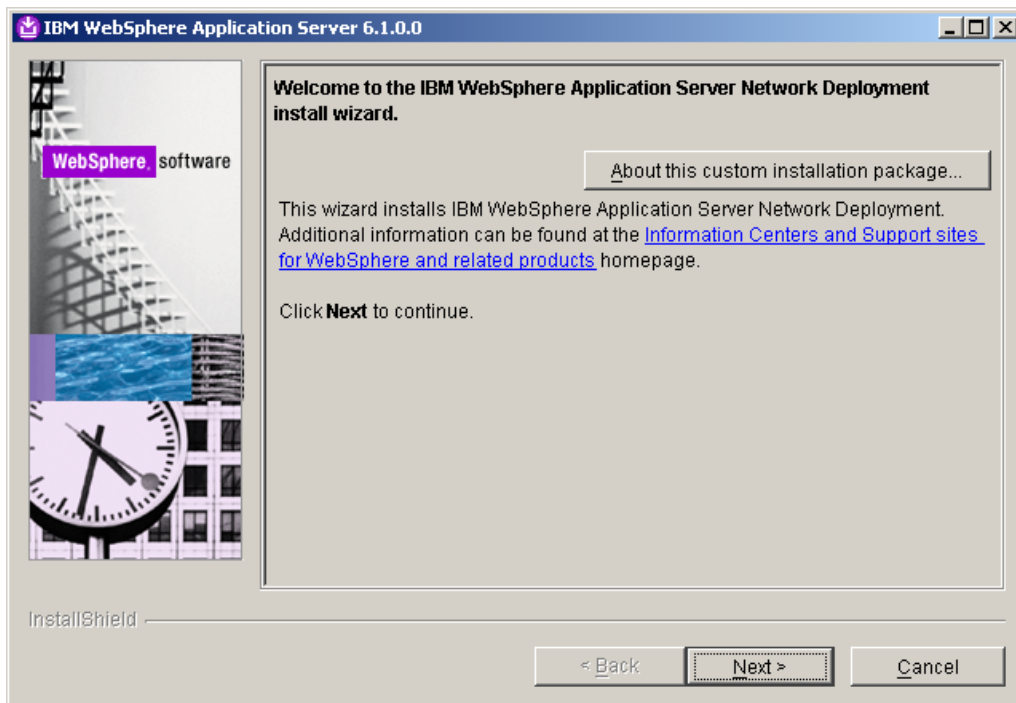 IBM WebSphere Application Server 6.1.0.0
WebSphere. software
Welcome to the IBM WebSphere Application Server Network Deployment
install wizard.
About this custom installation package...
This wizard installs IBM WebSphere Application Server Network Deployment.
Additional information can be found at the Information Centers and Support sites
for WebSphere and related products homepage.
Click Next to continue.
InstallShield
< Back
Next >
Cancel